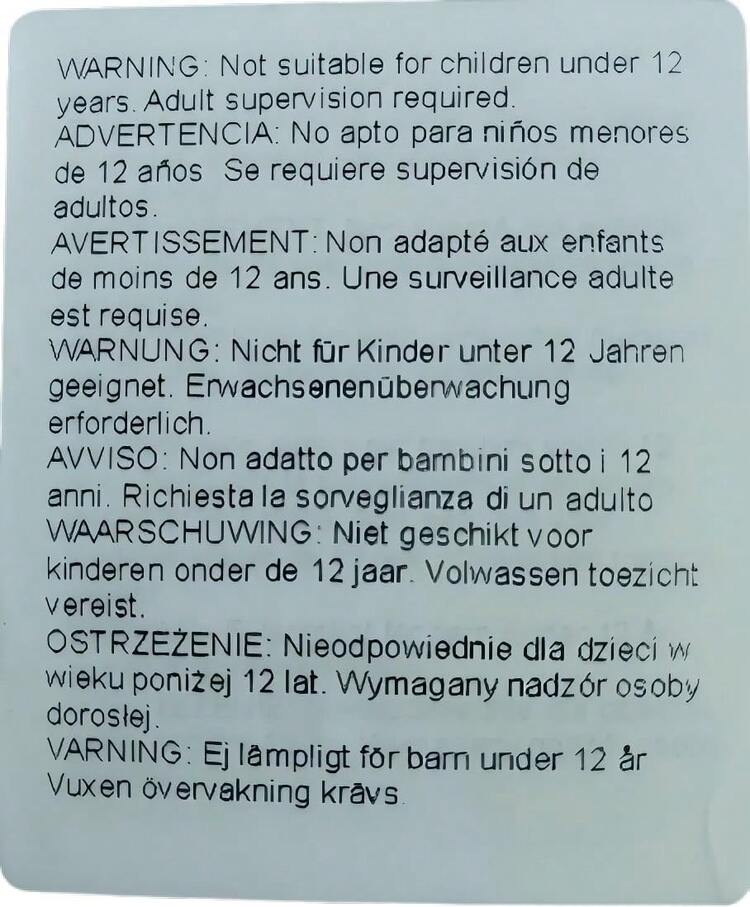 WARNING: Not suitable for children under 12
years. Adult supervision required.
ADVERTENCIA: No apto para niños menores
de 12 años Se requiere supervisión de
adultos.
AVERTISSEMENT: Non adapté aux enfants
de moins de 12 ans. Une surveillance adulte
est requise.
WARNUNG: Nicht für Kinder unter 12 Jahren
geeignet. Erwachsenenüberwachung
erforderlich.
AVVISO: Non adatto per bambini sotto i 12
anni. Richiesta la sorveglianza di un adulto
WAARSCHUWING: Niet geschikt voor
kinderen onder de 12 jaar. Volwassen toezicht
vereist.
OSTRZEŻENIE: Nieodpowiednie dla dzieci w
wieku poniżej 12 lat. Wymagany nadzór osoby
dorosłej.
VARNING: Ej lämpligt för barn under 12 år
Vuxen övervakning krävs.